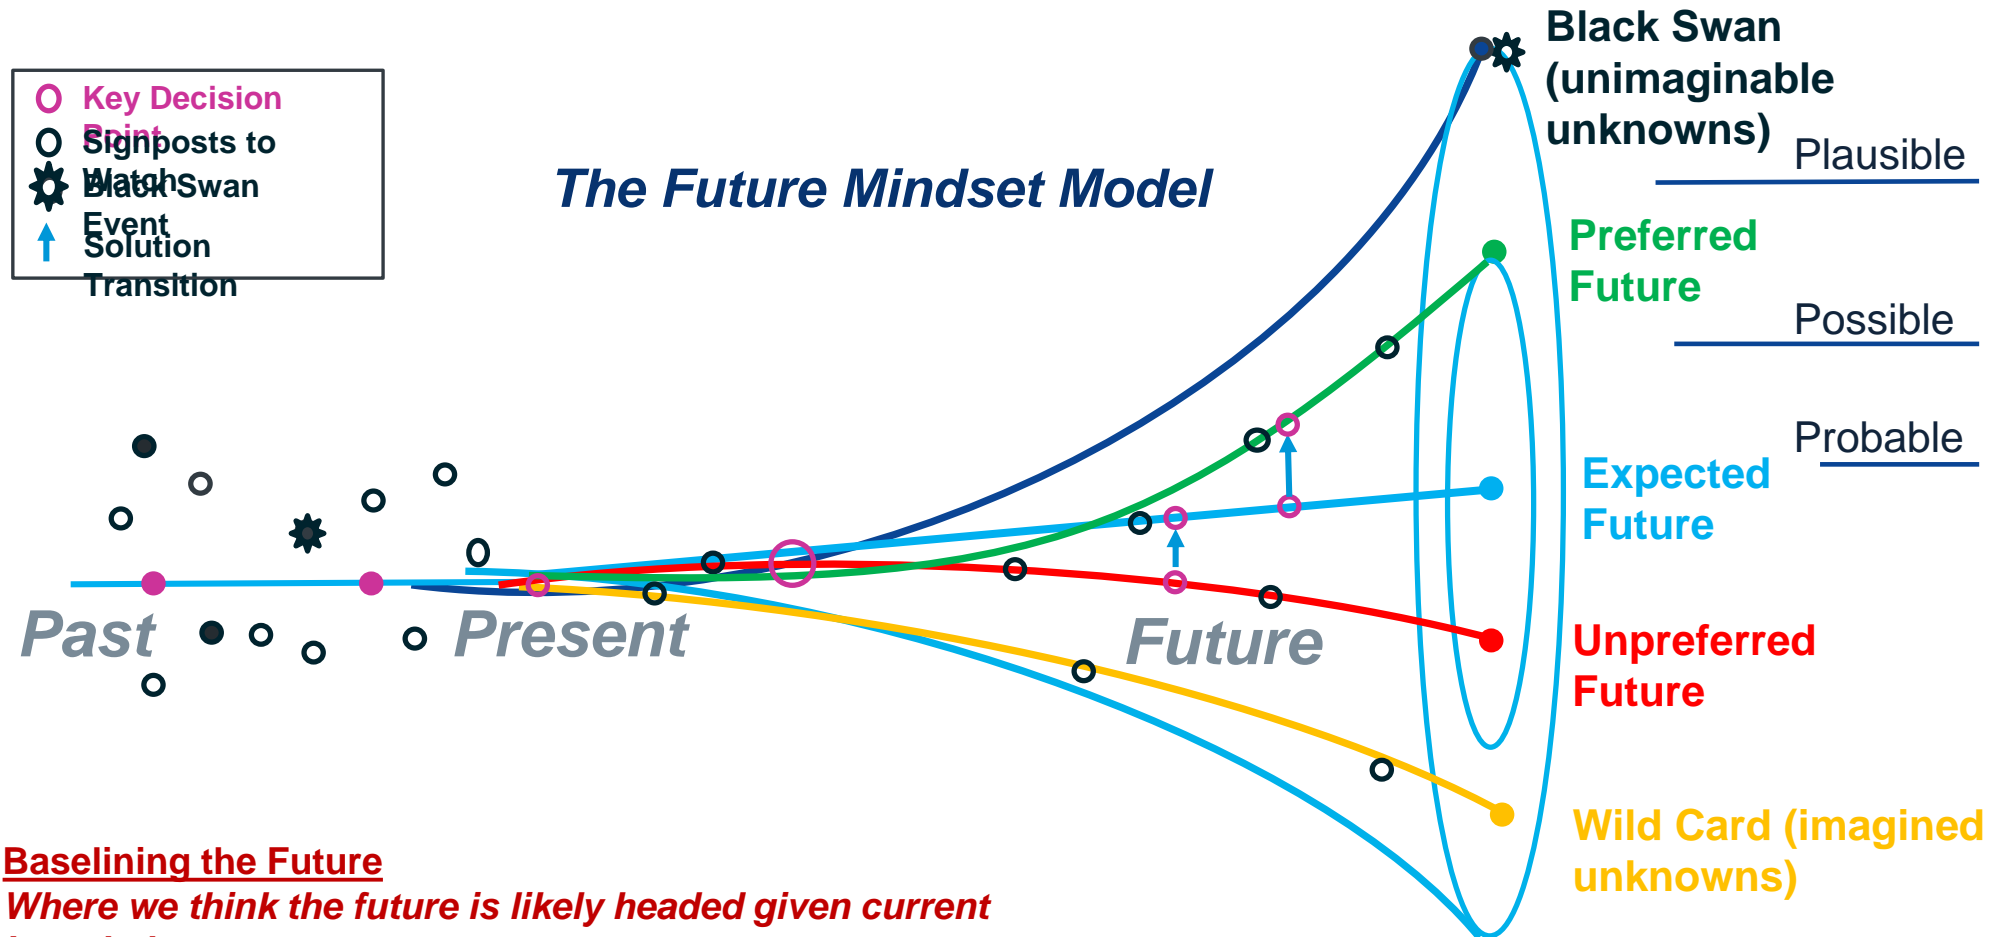 Black Swan
(unimaginable
unknowns)
Key Decision
Point
Signposts to
Watch
Black Swan
Event
Solution
Transition
The Future Mindset Model
Plausible
Preferred
Future
Possible
Probable
Expected
Future
Past
Present
Future
Unpreferred
Future
Wild Card (imagined
unknowns)
Baselining the Future
Where we think the future is likely headed given current